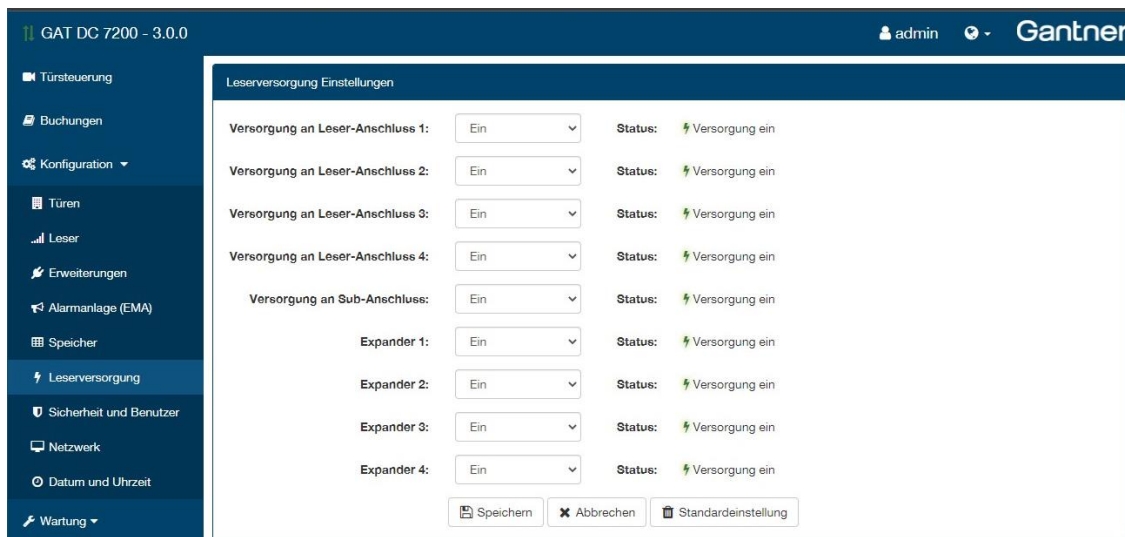 GAT DC 7200 - 3.0.0
admin
Gantner
Türsteuerung
Buchungen
Konfiguration
Türen
Leser
Erweiterungen
Alarmanlage (EMA)
Speicher
Leserversorgung
Sicherheit und Benutzer
Netzwerk
Datum und Uhrzeit
Wartung
Leserversorgung Einstellungen
Versorgung an Leser-Anschluss 1: Ein Status: Versorgung ein
Versorgung an Leser-Anschluss 2: Ein Status: Versorgung ein
Versorgung an Leser-Anschluss 3: Ein Status: Versorgung ein
Versorgung an Leser-Anschluss 4: Ein Status: Versorgung ein
Versorgung an Sub-Anschluss: Ein Status: Versorgung ein
Expander 1: Ein Status: Versorgung ein
Expander 2: Ein Status: Versorgung ein
Expander 3: Ein Status: Versorgung ein
Expander 4: Ein Status: Versorgung ein
Speichern Abbrechen Standardeinstellung